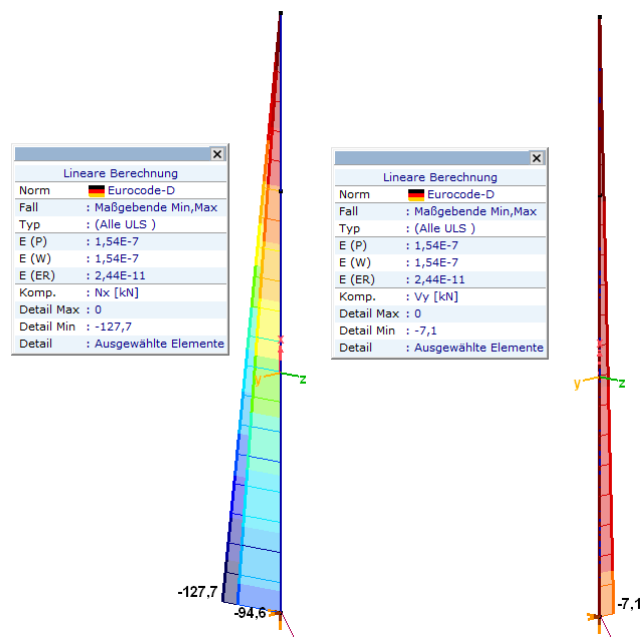 Lineare Berechnung
Norm Eurocode-D
Fall : Maßgebende Min,Max
Typ : (Alle ULS )
E (P) : 1,54E-7
E (W) : 1,54E-7
E (ER) : 2,44E-11
Komp. : Nx [kN]
Detail Max : 0
Detail Min : -127,7
Detail : Ausgewählte Elemente
y
z
-127,7
-94,6
Lineare Berechnung
Norm Eurocode-D
Fall : Maßgebende Min,Max
Typ : (Alle ULS )
E (P) : 1,54E-7
E (W) : 1,54E-7
E (ER) : 2,44E-11
Komp. : Vy [kN]
Detail Max : 0
Detail Min : -7,1
Detail : Ausgewählte Elemente
y
z
-7,1